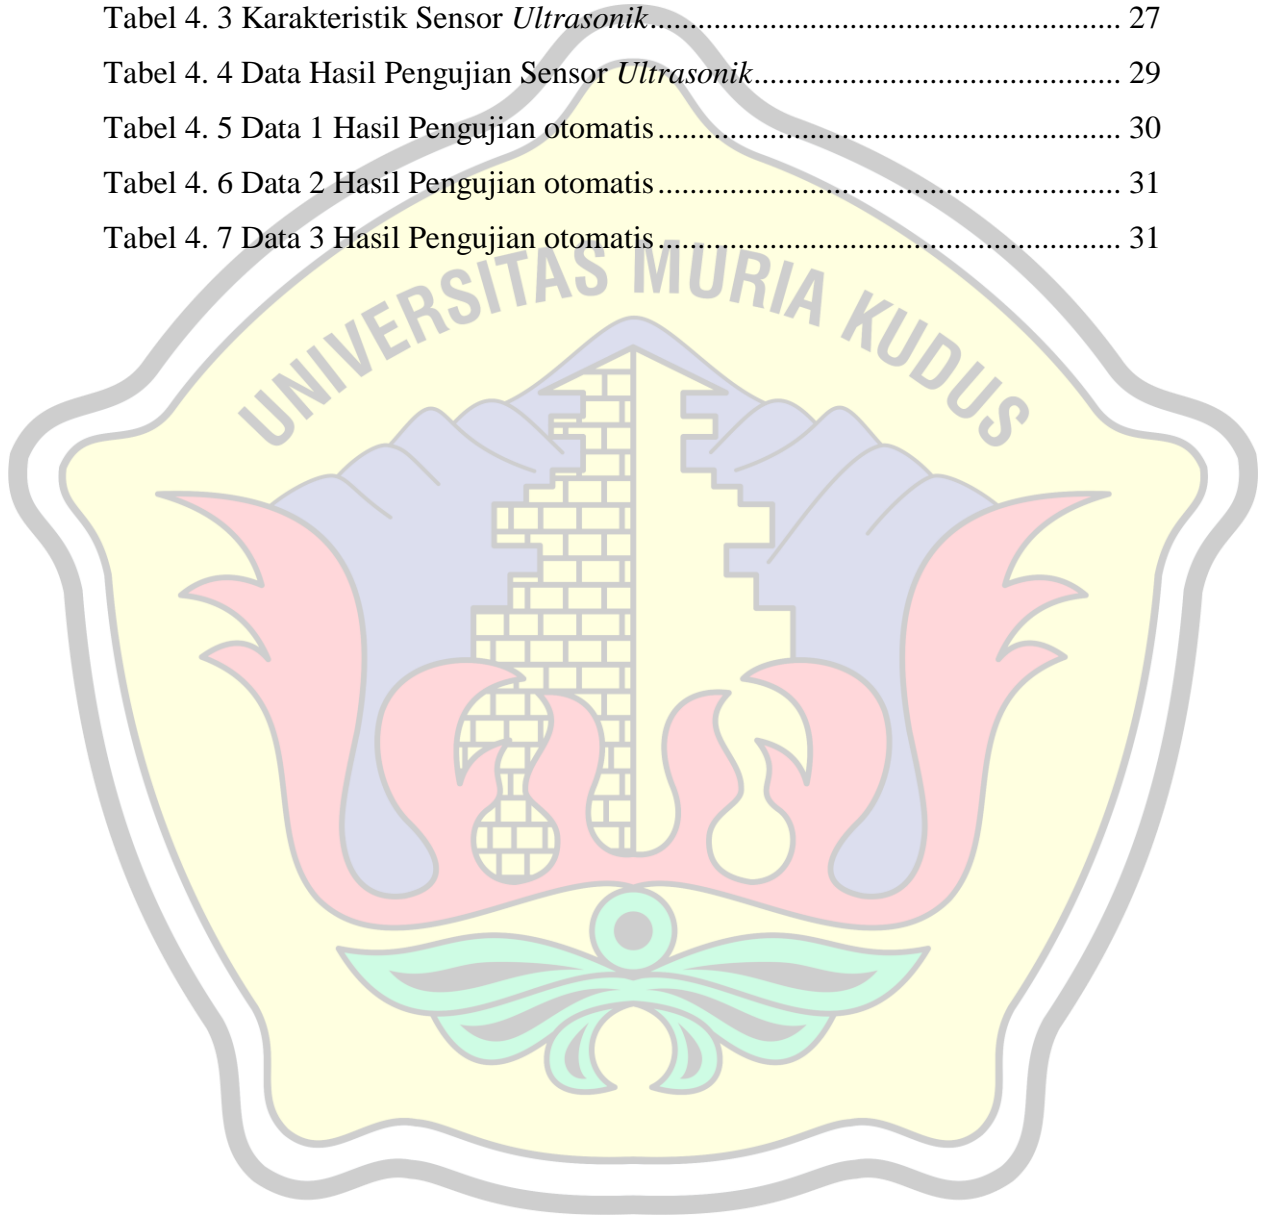 Tabel 4. 3 Karakteristik Sensor Ultrasonik........................................................... 27
Tabel 4. 4 Data Hasil Pengujian Sensor Ultrasonik.............................................. 29
Tabel 4. 5 Data 1 Hasil Pengujian otomatis.......................................................... 30
Tabel 4. 6 Data 2 Hasil Pengujian otomatis.......................................................... 31
Tabel 4. 7 Data 3 Hasil Pengujian otomatis ......................................................... 31
UNIVERSITAS MURIA KUDUS